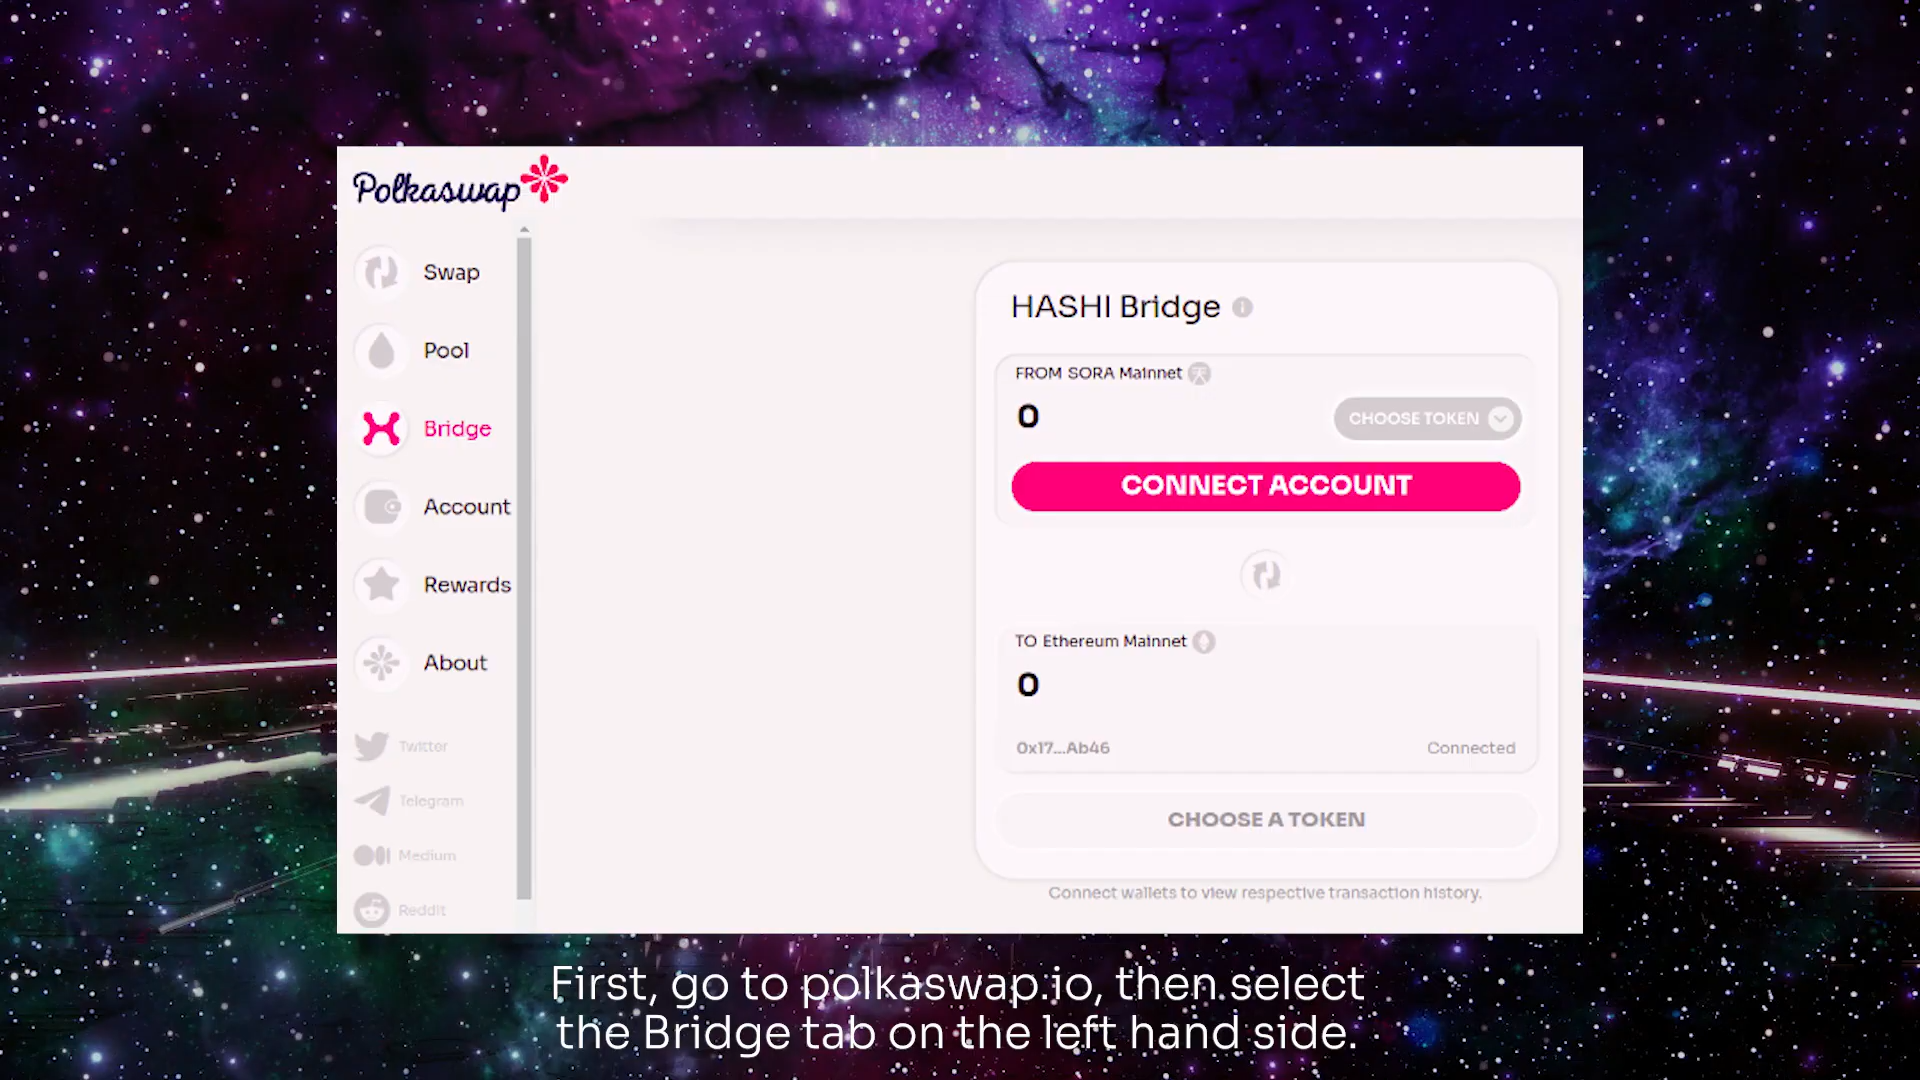 Polkaswap
Swap
Pool
Bridge
Account
Rewards
About
Twitter
Telegram
Medium
Reddit
HASHI Bridge
FROM SORA Mainnet
0
CHOOSE TOKEN
CONNECT ACCOUNT
TO Ethereum Mainnet
0
0x17...Ab46
Connected
CHOOSE A TOKEN
Connect wallets to view respective transaction history.
First, go to polkaswap.io, then select
the Bridge tab on the left hand side.